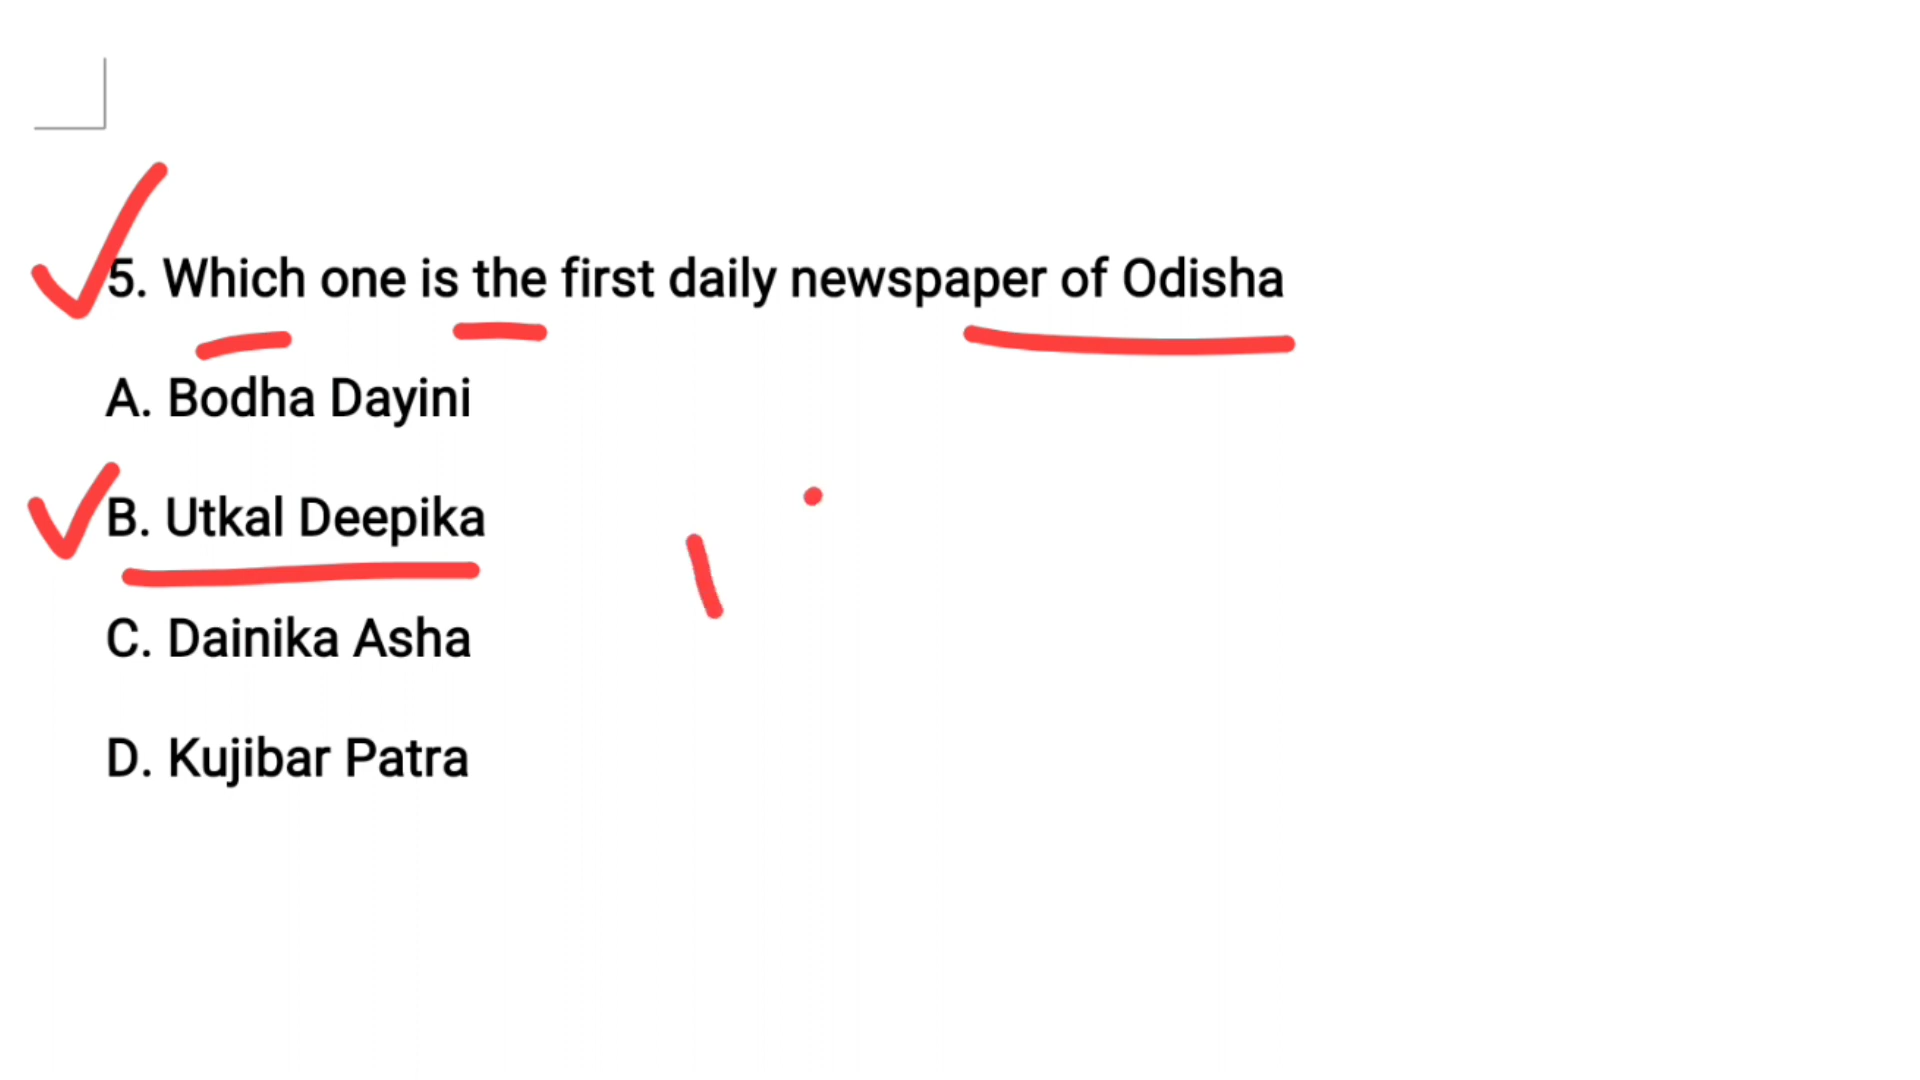 5. Which one is the first daily newspaper of Odisha
A. Bodha Dayini
B. Utkal Deepika
C. Dainika Asha
D. Kujibar Patra